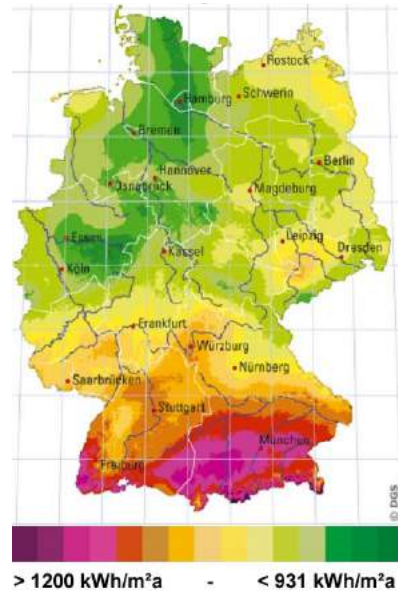 Rostock
Hamburg
Schwerin
Bremen
Hannover
Berlin
Osnabrück
Magdeburg
Essen
Kassel
Leipzig
Dresden
Köln
Frankfurt
Würzburg
Saarbrücken
Nürnberg
Stuttgart
München
Freiburg
© DGS
> 1200 kWh/m²a - < 931 kWh/m²a